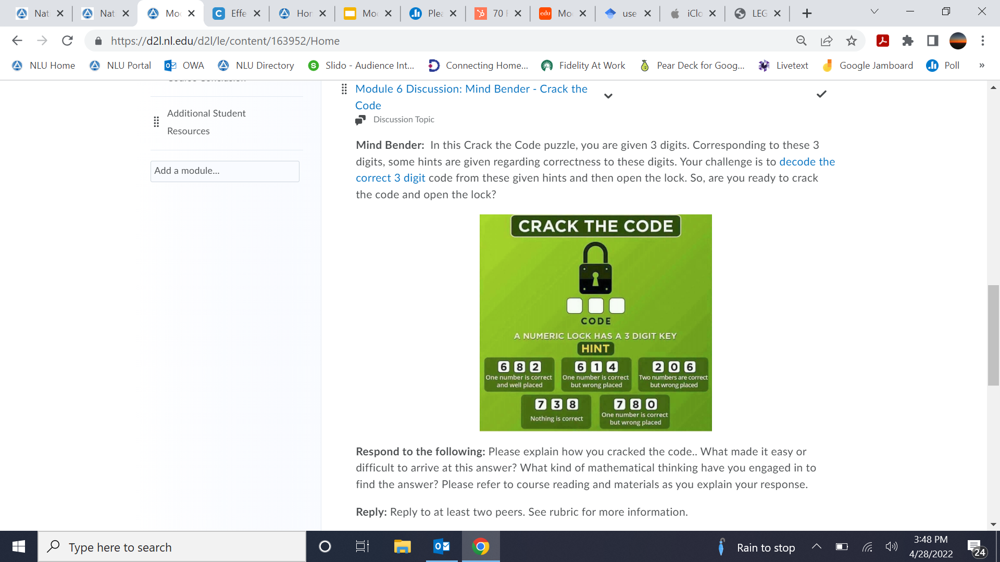 Nat
Nat
Mo
Effe
Hor
Moc
Plea
70 F
edu
Mo
use
iClo
LEG
https://d2l.nl.edu/d2l/le/content/163952/Home
NLU Home
NLU Portal
OWA
NLU Directory
Slido - Audience Int...
Connecting Home...
Fidelity At Work
Pear Deck for Goog...
Livetext
Google Jamboard
Poll
»
Additional Student
Resources
Add a module...
Module 6 Discussion: Mind Bender - Crack the
Code
Discussion Topic
Mind Bender: In this Crack the Code puzzle, you are given 3 digits. Corresponding to these 3
digits, some hints are given regarding correctness to these digits. Your challenge is to decode the
correct 3 digit code from these given hints and then open the lock. So, are you ready to crack
the code and open the lock?
CRACK THE CODE
CODE
A NUMERIC LOCK HAS A 3 DIGIT KEY
HINT
6 8 2
One number is correct
and well placed
6 1 4
One number is correct
but wrong placed
2 0 6
Two numbers are correct
but wrong placed
7 3 8
Nothing is correct
7 8 0
One number is correct
but wrong placed
Respond to the following: Please explain how you cracked the code.. What made it easy or
difficult to arrive at this answer? What kind of mathematical thinking have you engaged in to
find the answer? Please refer to course reading and materials as you explain your response.
Reply: Reply to at least two peers. See rubric for more information.
Type here to search
Rain to stop
3:48 PM
4/28/2022
24